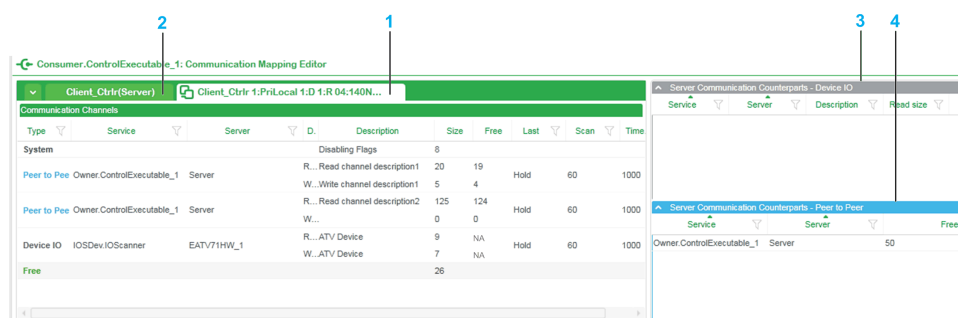 2 1 3 4
Consumer.ControlExecutable_1: Communication Mapping Editor
Client_Ctrlr(Server) Client_Ctrlr 1:PriLocal 1:D 1:R 04:140N...
Communication Channels
Type Service Server D. Description Size Free Last Scan Time
System Disabling Flags 8
Peer to Pee Owner.ControlExecutable_1 Server R... Read channel description1 20 19 Hold 60 1000
W... Write channel description1 5 4
Peer to Pee Owner.ControlExecutable_1 Server R... Read channel description2 125 124 Hold 60 1000
W... 0 0
Device IO IOSDev.IOScanner EATV71HW_1 R... ATV Device 9 NA Hold 60 1000
W... ATV Device 7 NA
Free 26
Server Communication Counterparts - Device IO
Service Server Description Read size
Server Communication Counterparts - Peer to Peer
Service Server Free
Owner.ControlExecutable_1 Server 50